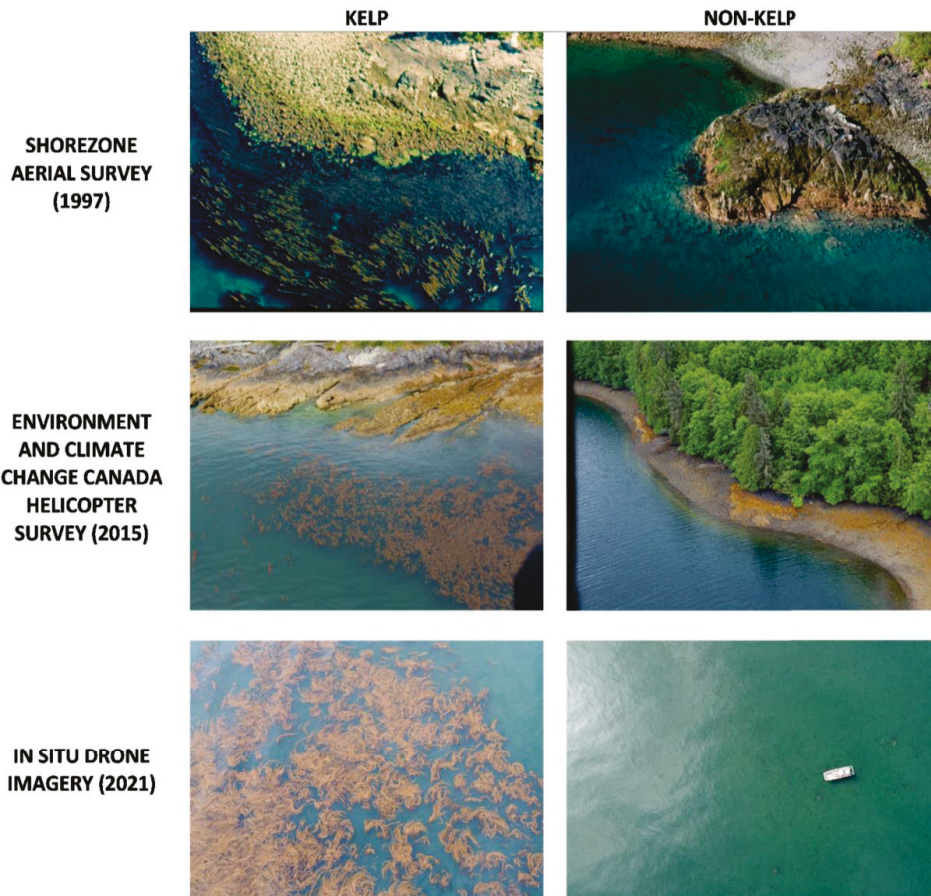 KELP
NON-KELP
SHOREZONE
AERIAL SURVEY
(1997)
ENVIRONMENT
AND CLIMATE
CHANGE CANADA
HELICOPTER
SURVEY (2015)
IN SITU DRONE
IMAGERY (2021)